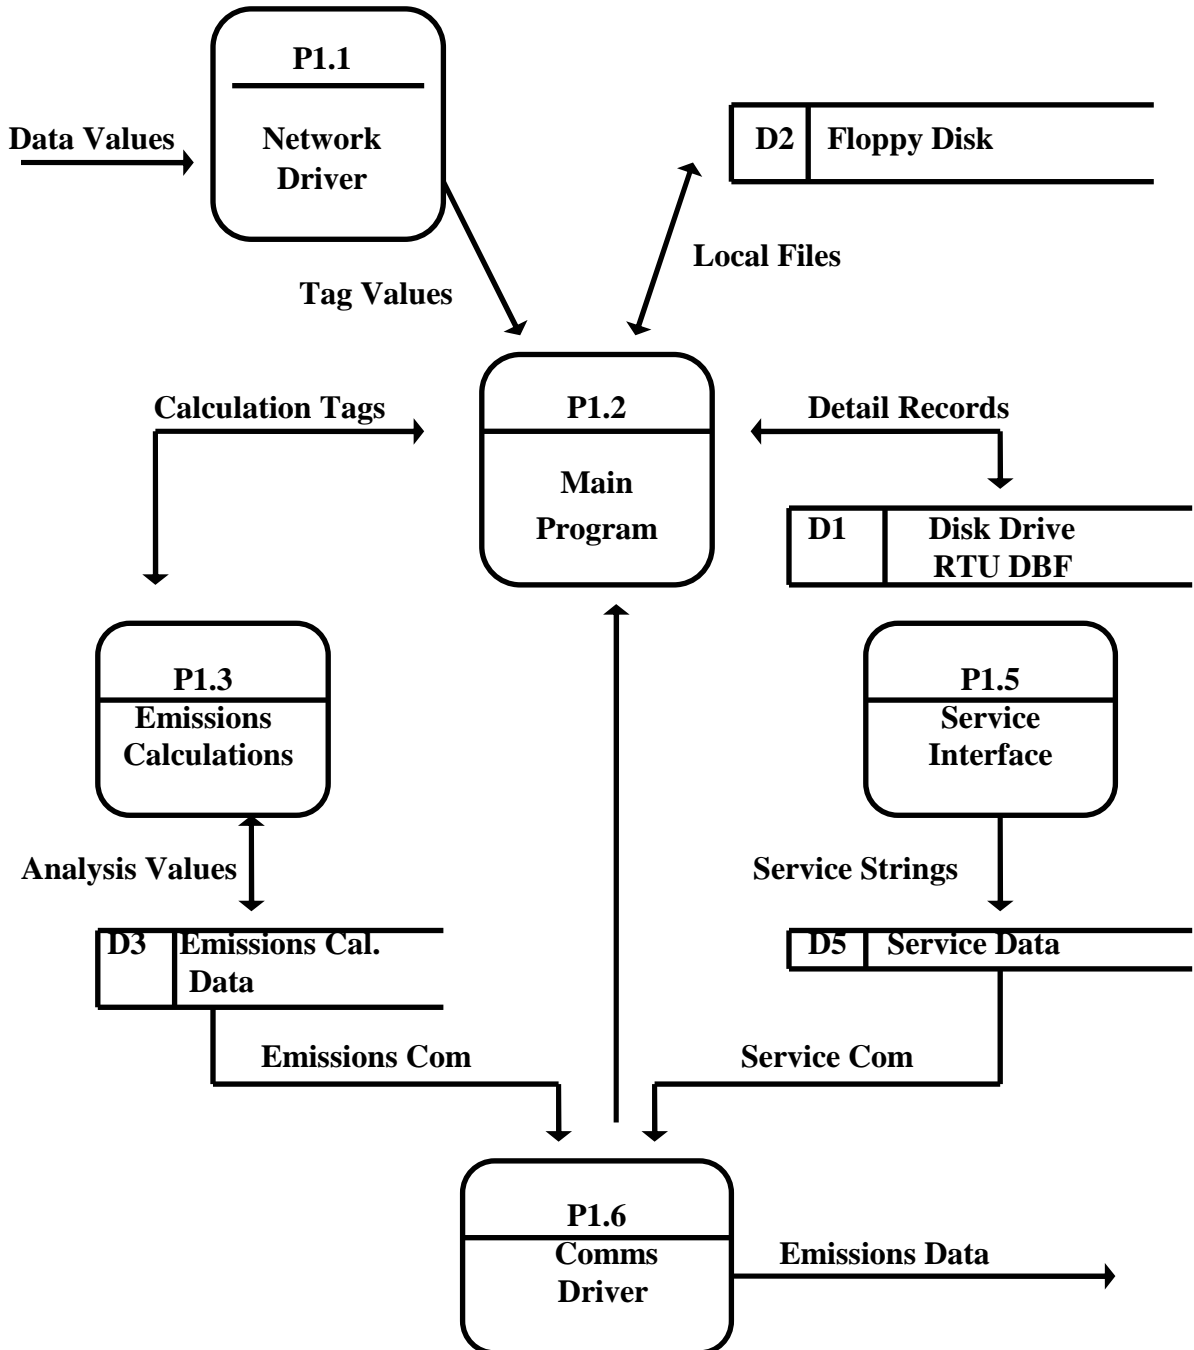 P1.1
Data Values
Network
Driver
D2
Floppy Disk
Local Files
Tag Values
Calculation Tags
P1.2
Detail Records
Main
Program
D1
Disk Drive
RTU DBF
P1.3
Emissions
Calculations
P1.5
Service
Interface
Analysis Values
Service Strings
D3
Emissions Cal.
Data
D5
Service Data
Emissions Com
Service Com
P1.6
Comms
Driver
Emissions Data